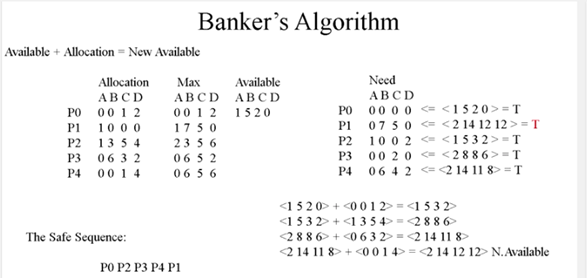 Banker's Algorithm
Available + Allocation = New Available
Allocation Max Available Need
A B C D A B C D A B C D A B C D
P0 0 0 1 2 0 0 1 2 1 5 2 0 P0 0 0 0 0 <= <1 5 2 0> = T
P1 1 0 0 0 1 7 5 0 P1 0 7 5 0 <= <2 14 12 12> = T
P2 1 3 5 4 2 3 5 6 P2 1 0 0 2 <= <1 5 3 2> = T
P3 0 6 3 2 0 6 5 2 P3 0 0 2 0 <= <2 8 8 6> = T
P4 0 0 1 4 0 6 5 6 P4 0 6 4 2 <= <2 14 11 8> = T
<1 5 2 0> + <0 0 1 2> = <1 5 3 2>
<1 5 3 2> + <1 3 5 4> = <2 8 8 6>
The Safe Sequence: <2 8 8 6> + <0 6 3 2> = <2 14 11 8>
<2 14 11 8> + <0 0 1 4> = <2 14 12 12> N.Available
P0 P2 P3 P4 P1